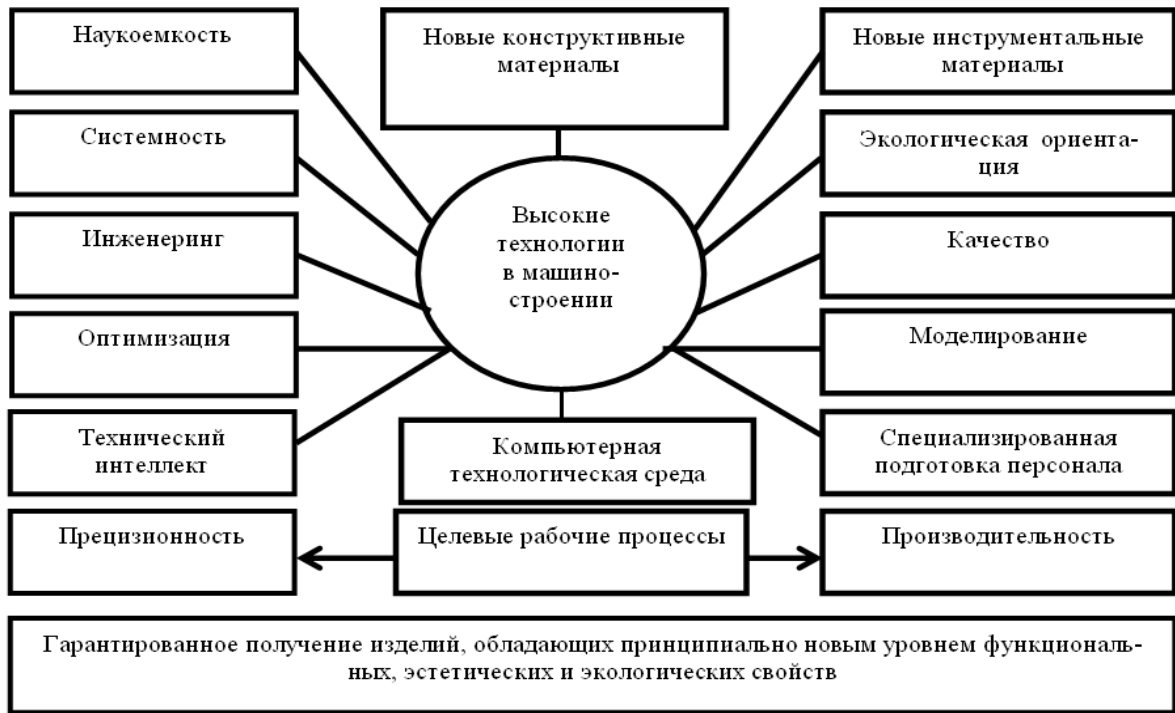 Наукоемкость
Новые конструктивные
материалы
Новые инструментальные
материалы
Системность
Экологическая ориента-
ция
Высокие
технологии
в машино-
строении
Инженеринг
Качество
Оптимизация
Моделирование
Технический
интеллект
Компьютерная
технологическая среда
Специализированная
подготовка персонала
Прецизионность
Целевые рабочие процессы
Производительность
Гарантированное получение изделий, обладающих принципиально новым уровнем функциональ-
ных, эстетических и экологических свойств